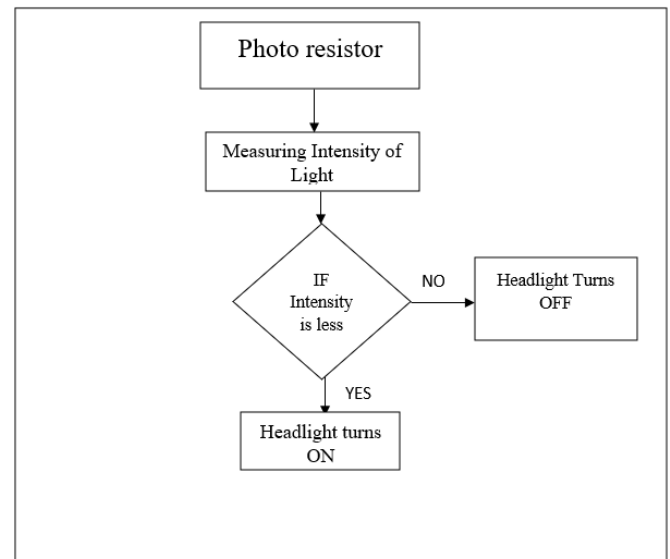 Photo resistor
Measuring Intensity of
Light
IF
Intensity
is less
NO
Headlight Turns
OFF
YES
Headlight turns
ON